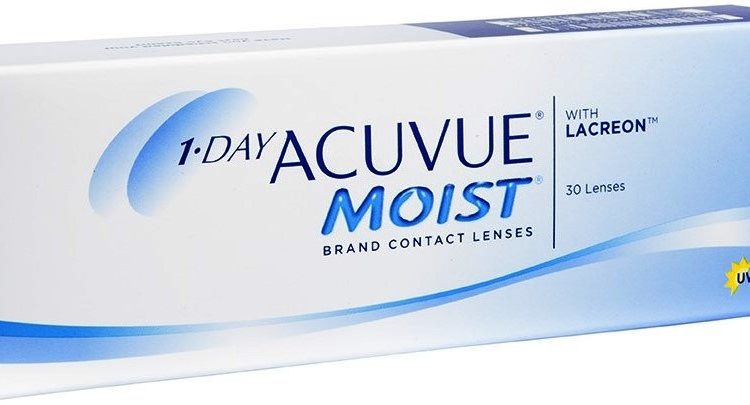 1·DAY ACUVUE®
MOIST®
BRAND CONTACT LENSES
WITH
LACREON™
30 Lenses